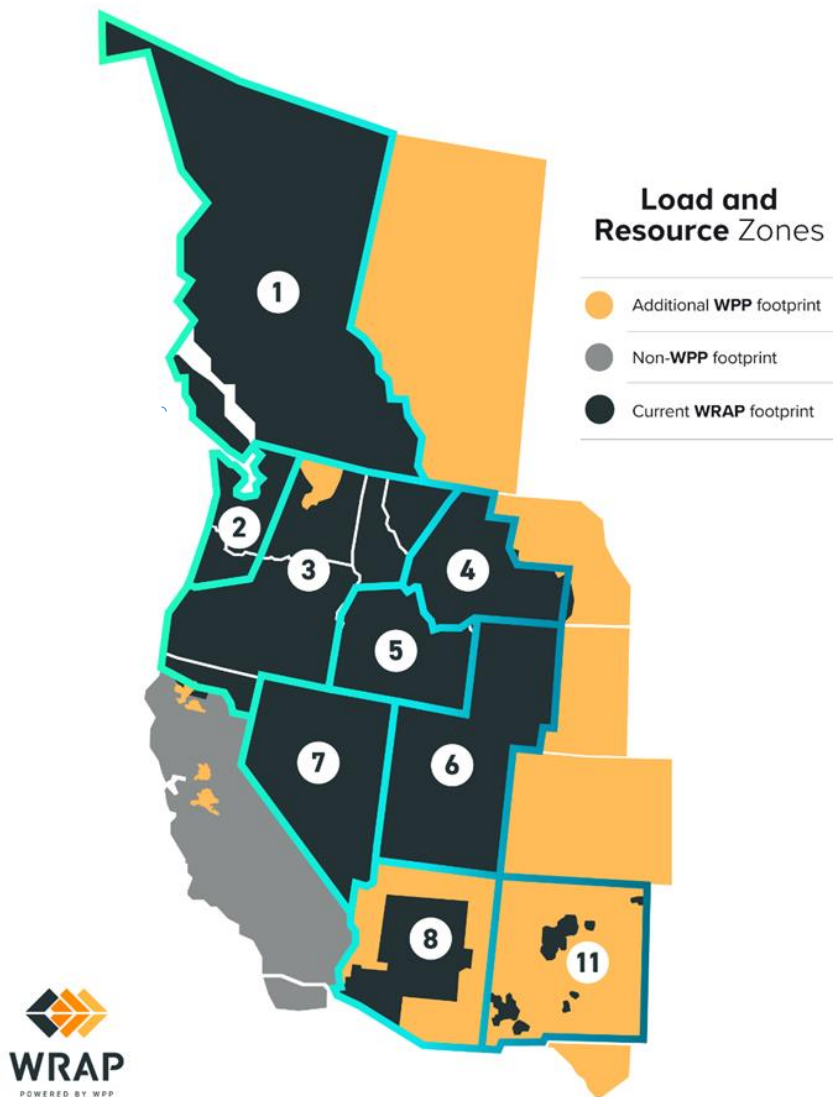 Load and
Resource Zones
Additional WPP footprint
Non-WPP footprint
Current WRAP footprint
1
2
3
4
5
6
7
8
11
WRAP
POWERED BY WPP